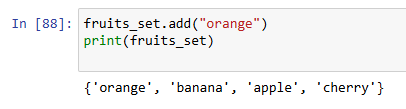 In [88]: fruits_set.add("orange")
print(fruits_set)
{'orange', 'banana', 'apple', 'cherry'}